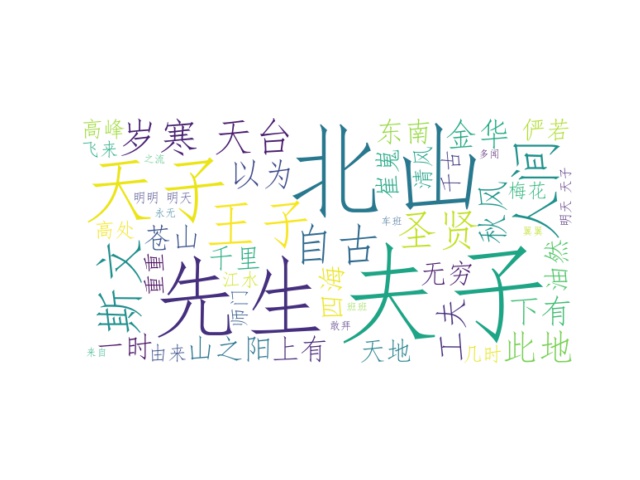 高峰
岁寒
天台
北山
东南
金华
俨若
飞来
之流
崔嵬
清风
千古
多闻
人间
天子
以为
明明 明天
梅花
明天 天子
永无
王子
圣贤
秋风
高处
苍山
自古
车班
重重
千里
斯文
先生
江水
四海
夫子
无穷
油然
师门
班班
工夫
下有
敢拜
一时
由来
山之阳
上有
天地
几时
此地
来自